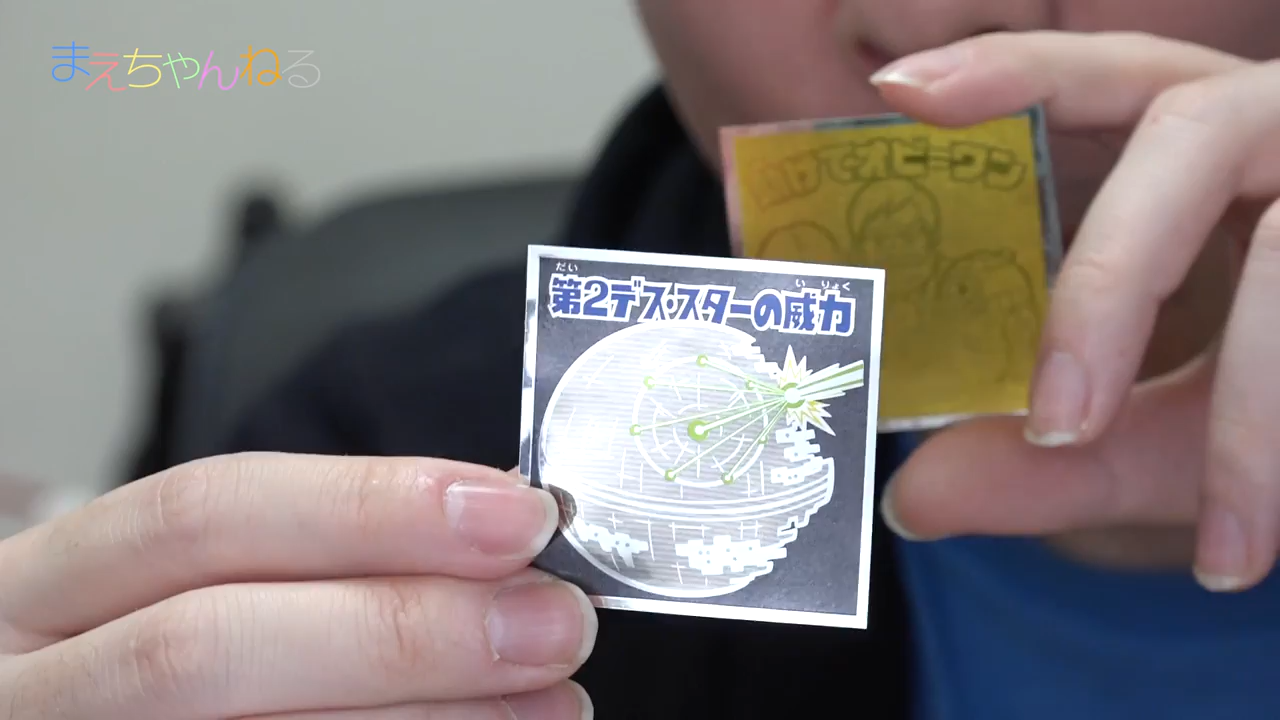 まえちゃんねる
だい
いりょく
第2デス・スターの威力
けてオビ=ワン